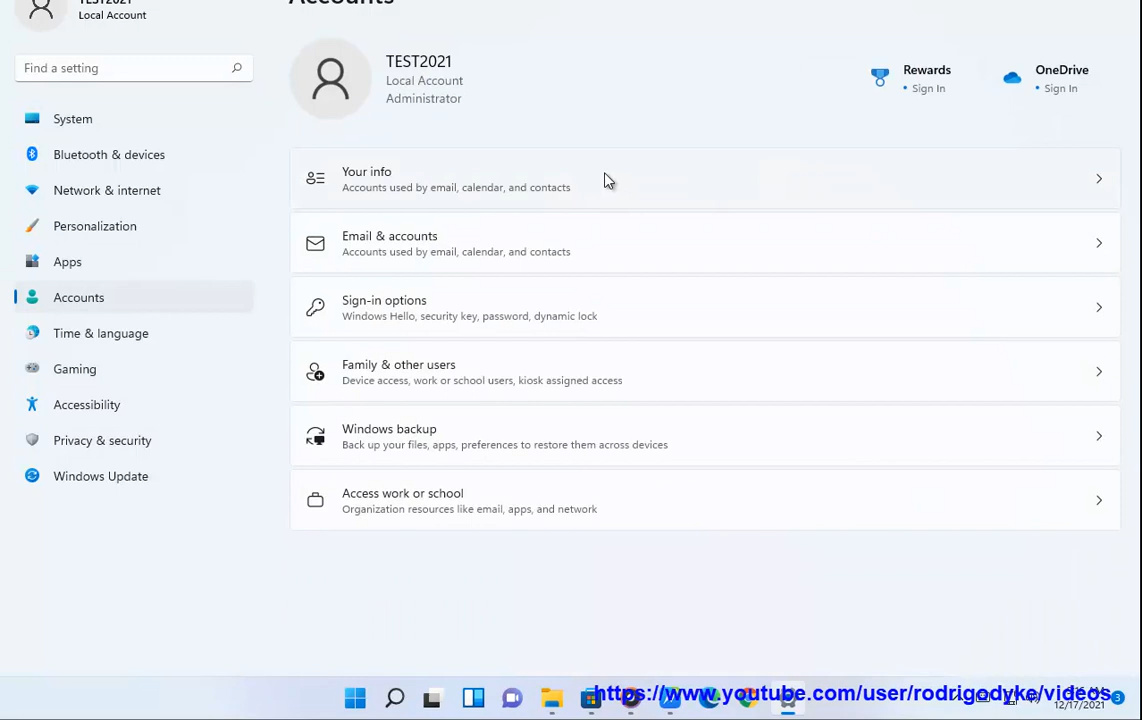 TEST2021
Local Account
Accounts
Find a setting
System
Bluetooth & devices
Network & internet
Personalization
Apps
Accounts
Time & language
Gaming
Accessibility
Privacy & security
Windows Update
TEST2021
Local Account
Administrator
Rewards
• Sign In
OneDrive
• Sign In
Your info
Accounts used by email, calendar, and contacts
Email & accounts
Accounts used by email, calendar, and contacts
Sign-in options
Windows Hello, security key, password, dynamic lock
Family & other users
Device access, work or school users, kiosk assigned access
Windows backup
Back up your files, apps, preferences to restore them across devices
Access work or school
Organization resources like email, apps, and network
https://www.youtube.com/user/rodrigedyke/videos
12/17/2021
3